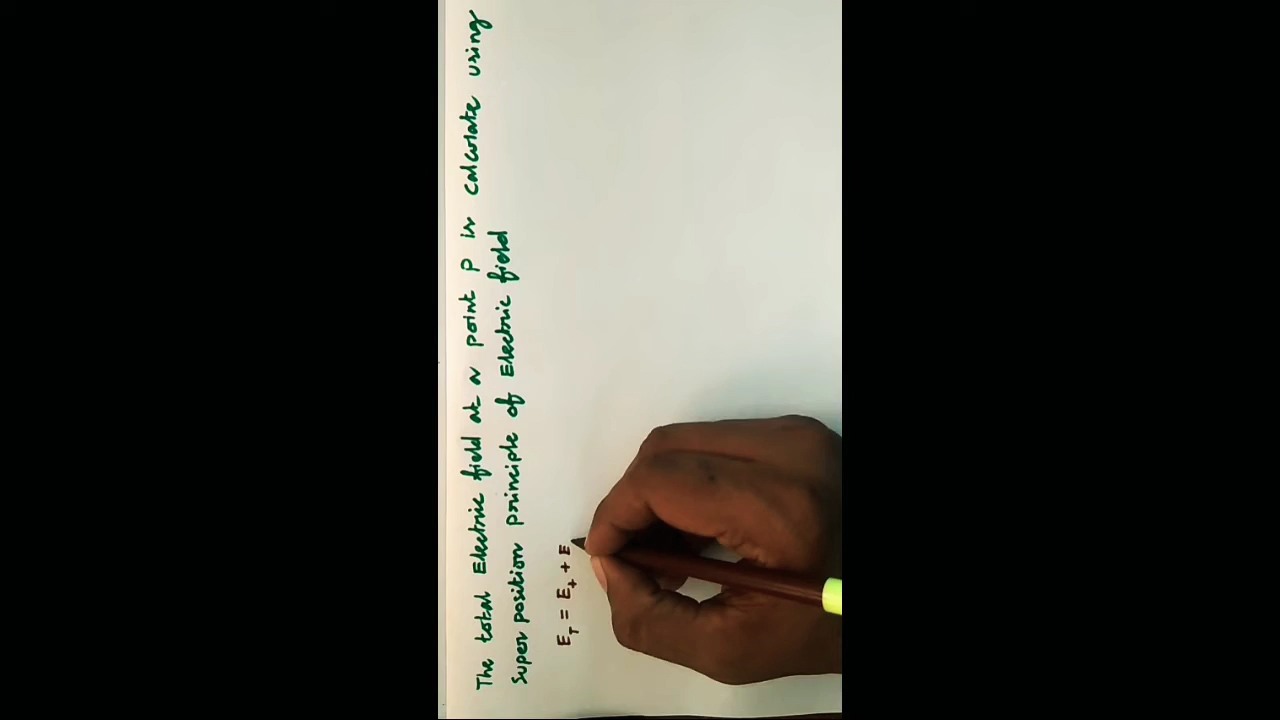 The total Electric field at a point P is calculate using
Super position principle of Electric field
E_T = E_+ + E